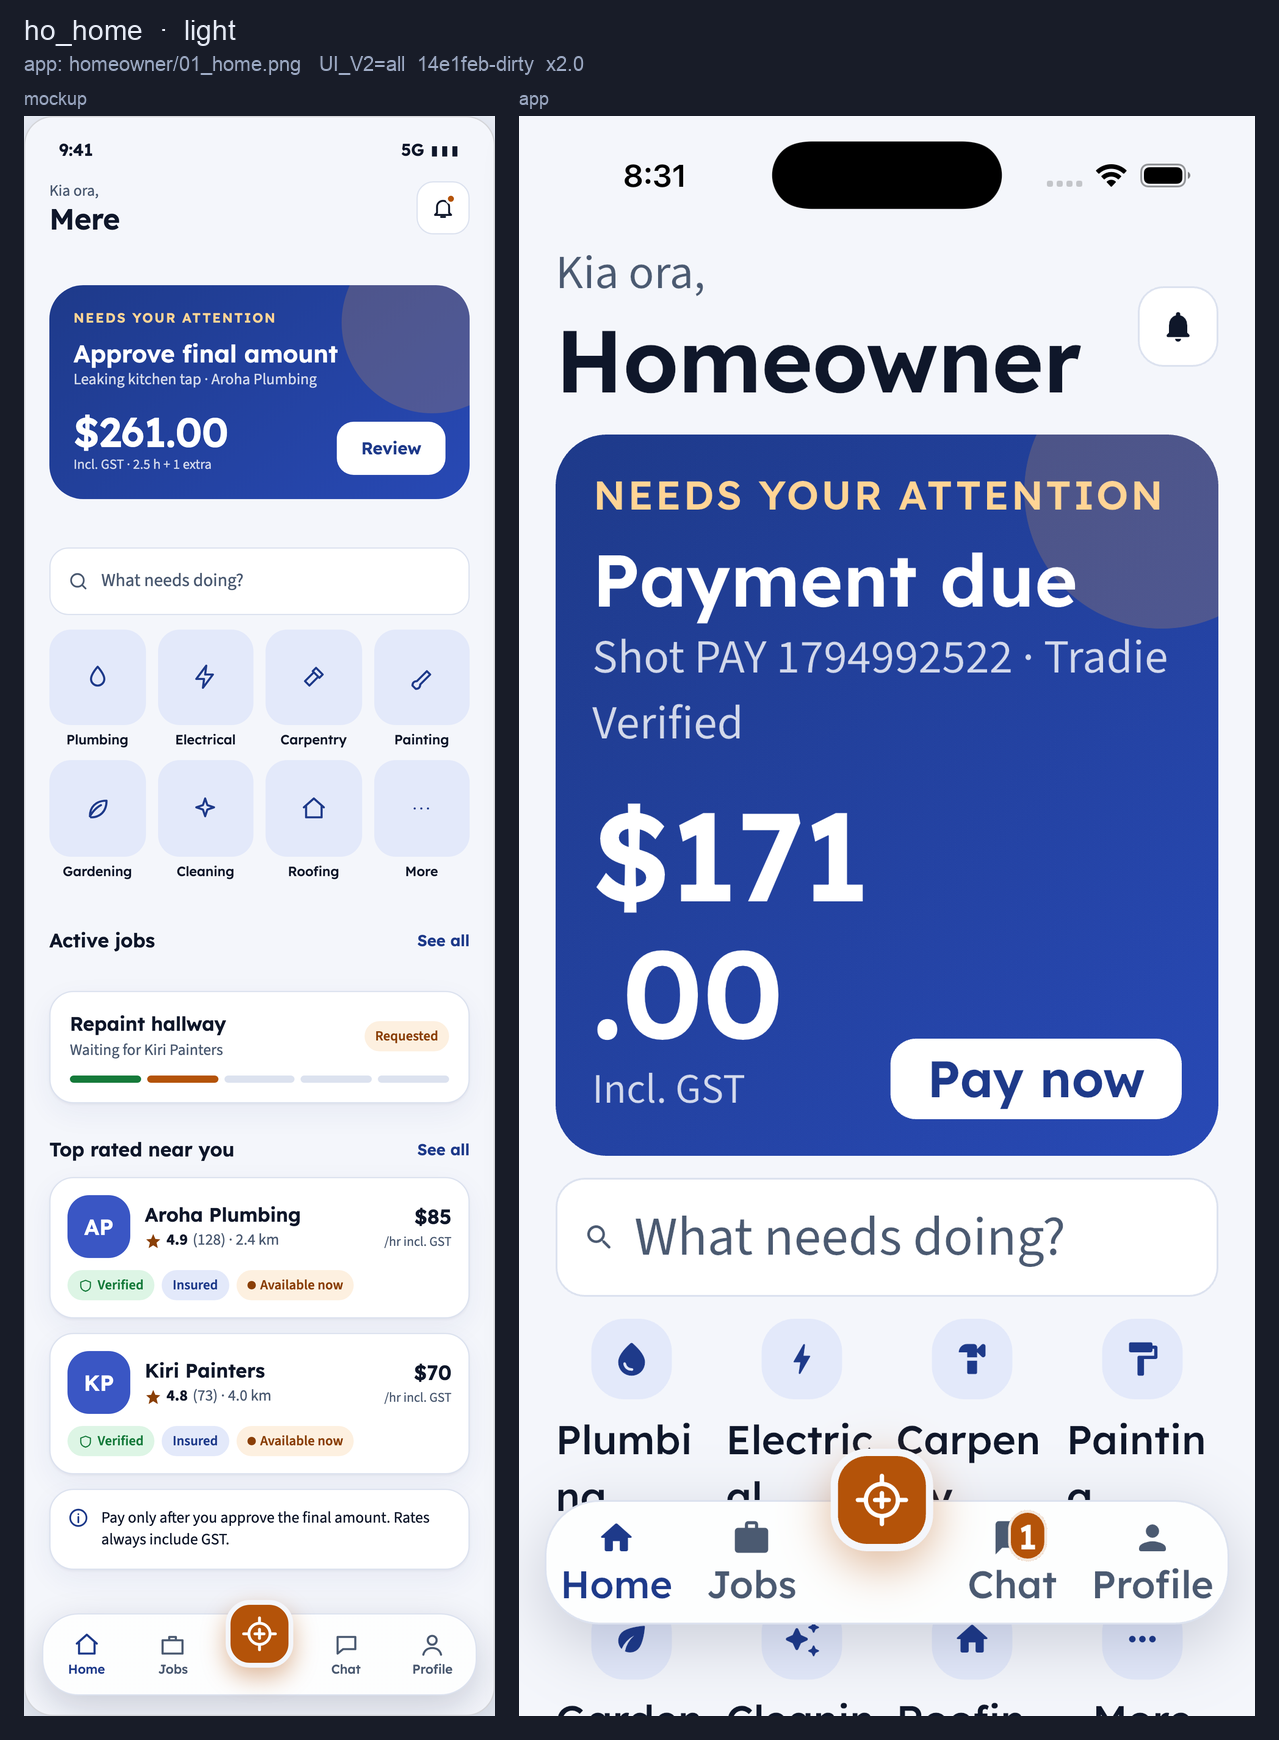 ho_home · light
app: homeowner/01_home.png UI_V2=all 14e1feb-dirty x2.0
mockup
9:41
5G
Kia ora,
Mere
NEEDS YOUR ATTENTION
Approve final amount
Leaking kitchen tap · Aroha Plumbing
$261.00
Incl. GST · 2.5 h + 1 extra
Review
What needs doing?
Plumbing Electrical Carpentry Painting
Gardening Cleaning Roofing More
Active jobs See all
Repaint hallway
Waiting for Kiri Painters
Requested
Top rated near you See all
AP
Aroha Plumbing
4.9 (128) · 2.4 km
$85
/hr incl. GST
Verified Insured Available now
KP
Kiri Painters
4.8 (73) · 4.0 km
$70
/hr incl. GST
Verified Insured Available now
Pay only after you approve the final amount. Rates
always include GST.
Home Jobs Chat Profile
app
8:31
Kia ora,
Homeowner
NEEDS YOUR ATTENTION
Payment due
Shot PAY 1794992522 · Tradie
Verified
$171
.00
Incl. GST
Pay now
What needs doing?
Plumbi Electric Carpen Paintin
ng al y g
1
Home Jobs Chat Profile
Garden Cleanin Roofin More